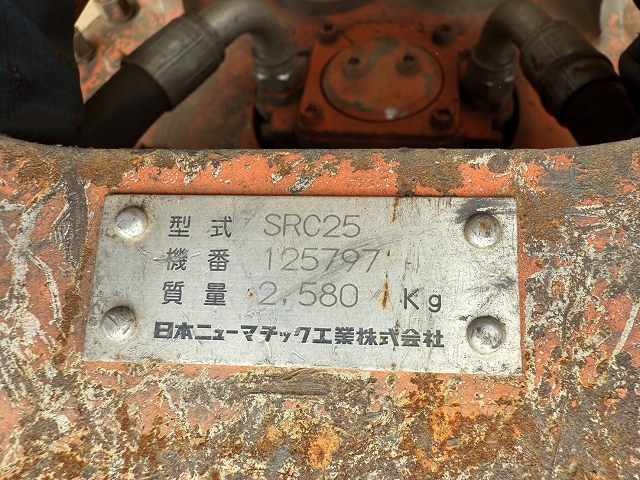 型式 SRC25
機番 125797
質量 2,580 Kg
日本ニューマチック工業株式会社